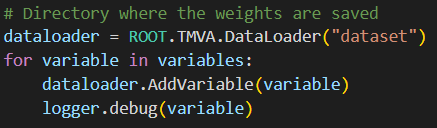 # Directory where the weights are saved
dataloader = ROOT.TMVA.DataLoader("dataset")
for variable in variables:
    dataloader.AddVariable(variable)
    logger.debug(variable)